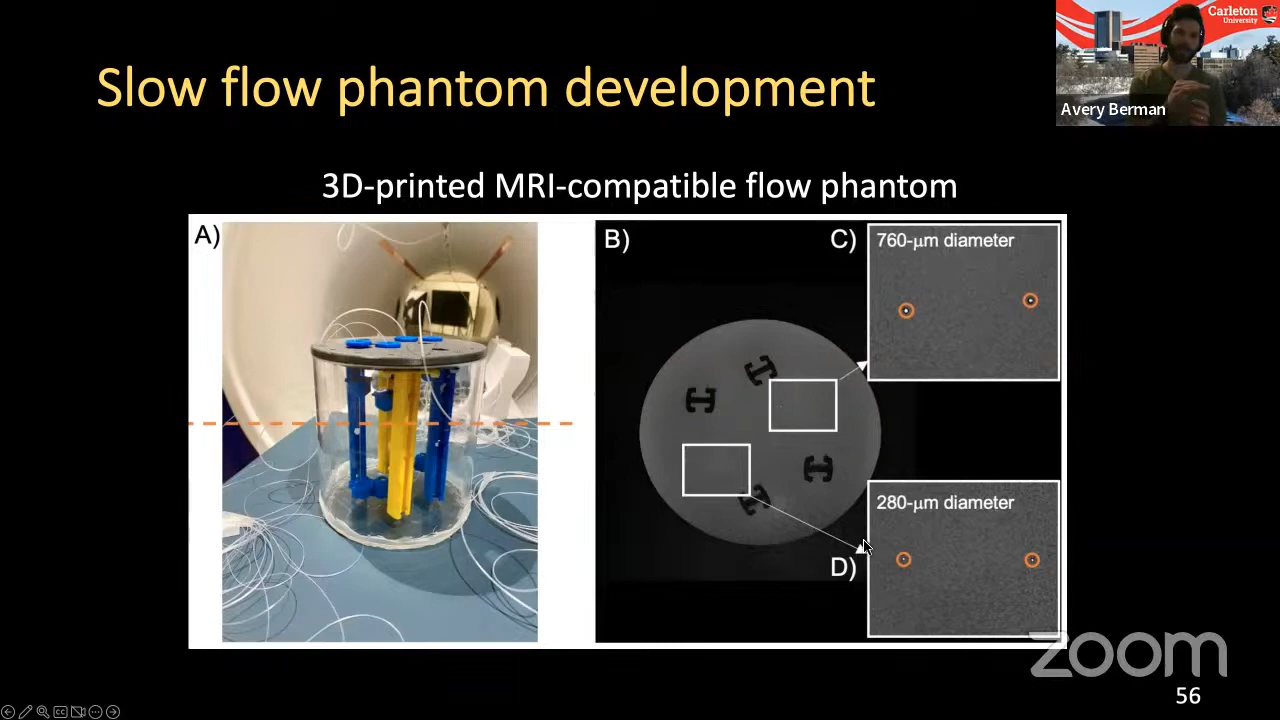 Slow flow phantom development
Carleton
University
Avery Berman
3D-printed MRI-compatible flow phantom
A)
B)
C)
760-μm diameter
280-μm diameter
D)
zoom
56